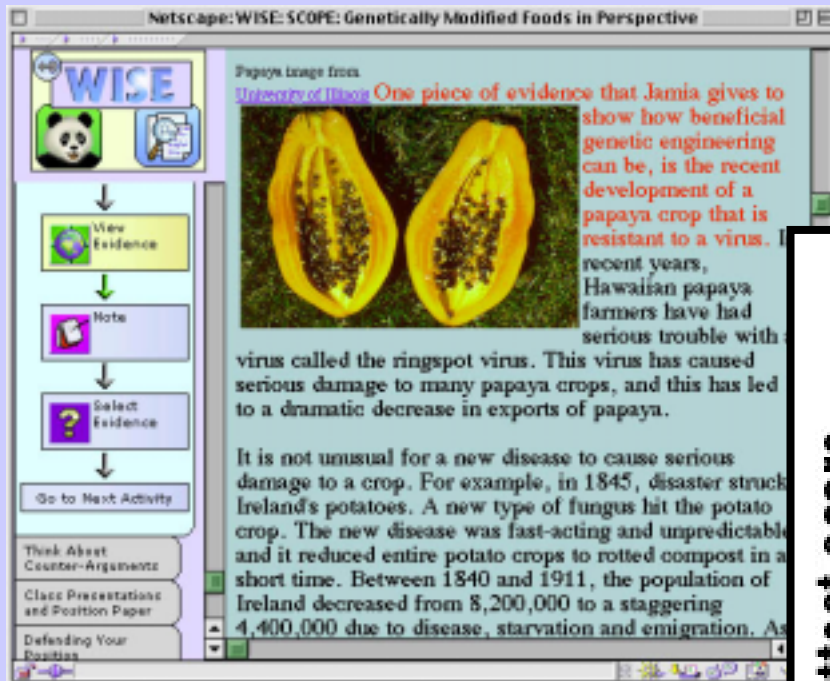 Netscape: WISE: SCOPE: Genetically Modified Foods in Perspective
WISE
View
Evidence
Note
Select
Evidence
Go to Next Activity
Think About
Counter-Arguments
Class Presentations
and Position Paper
Defending Your
Position
Papaya image from
University of Illinois One piece of evidence that Jamia gives to
show how beneficial
genetic engineering
can be, is the recent
development of a
papaya crop that is
resistant to a virus.
recent years,
Hawaiian papaya
farmers have had
serious trouble with
virus called the ringspot virus. This virus has caused
serious damage to many papaya crops, and this has led
to a dramatic decrease in exports of papaya.
It is not unusual for a new disease to cause serious
damage to a crop. For example, in 1845, disaster struck
Ireland's potatoes. A new type of fungus hit the potato
crop. The new disease was fast-acting and unpredictable
and it reduced entire potato crops to rotted compost in a
short time. Between 1840 and 1911, the population of
Ireland decreased from 8,200,000 to a staggering
4,400,000 due to disease, starvation and emigration. As